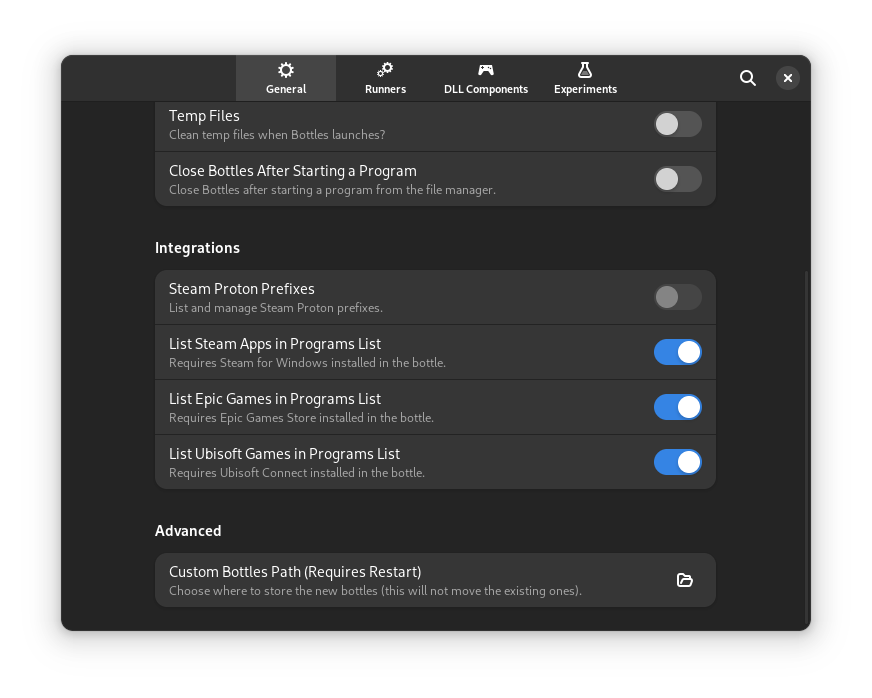 General
Runners
DLL Components
Experiments
Temp Files
Clean temp files when Bottles launches?
Close Bottles After Starting a Program
Close Bottles after starting a program from the file manager.
Integrations
Steam Proton Prefixes
List and manage Steam Proton prefixes.
List Steam Apps in Programs List
Requires Steam for Windows installed in the bottle.
List Epic Games in Programs List
Requires Epic Games Store installed in the bottle.
List Ubisoft Games in Programs List
Requires Ubisoft Connect installed in the bottle.
Advanced
Custom Bottles Path (Requires Restart)
Choose where to store the new bottles (this will not move the existing ones).